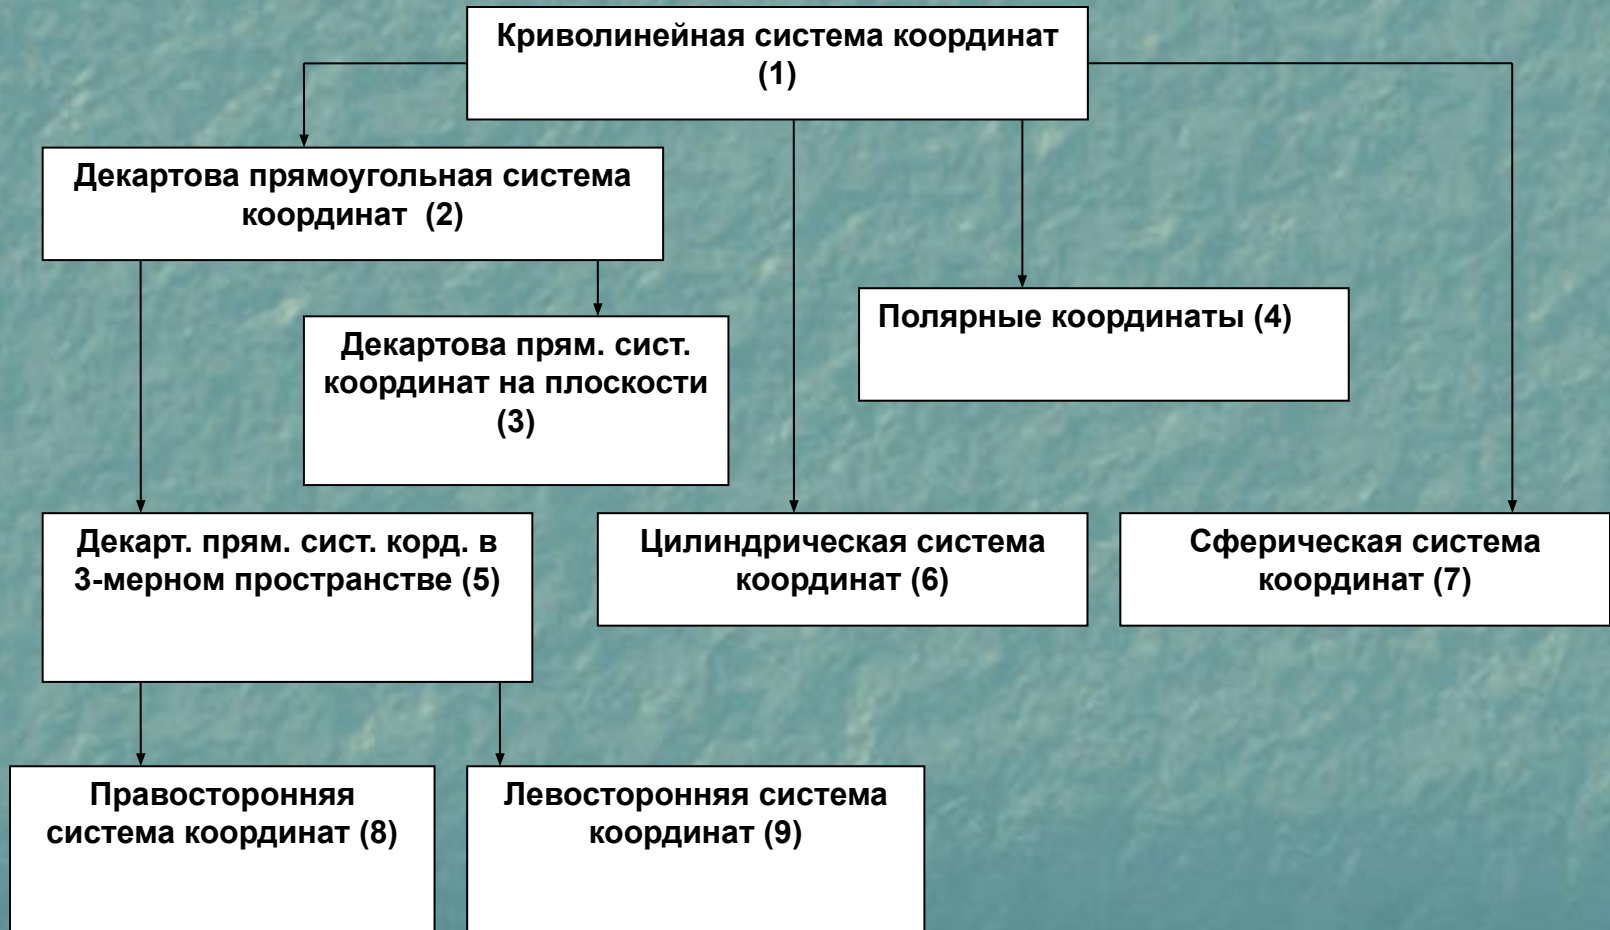 Криволинейная система координат
(1)
Декартова прямоугольная система
координат (2)
Декартова прям. сист.
координат на плоскости
(3)
Полярные координаты (4)
Декарт. прям. сист. корд. в
3-мерном пространстве (5)
Цилиндрическая система
координат (6)
Сферическая система
координат (7)
Правосторонняя
система координат (8)
Левосторонняя система
координат (9)